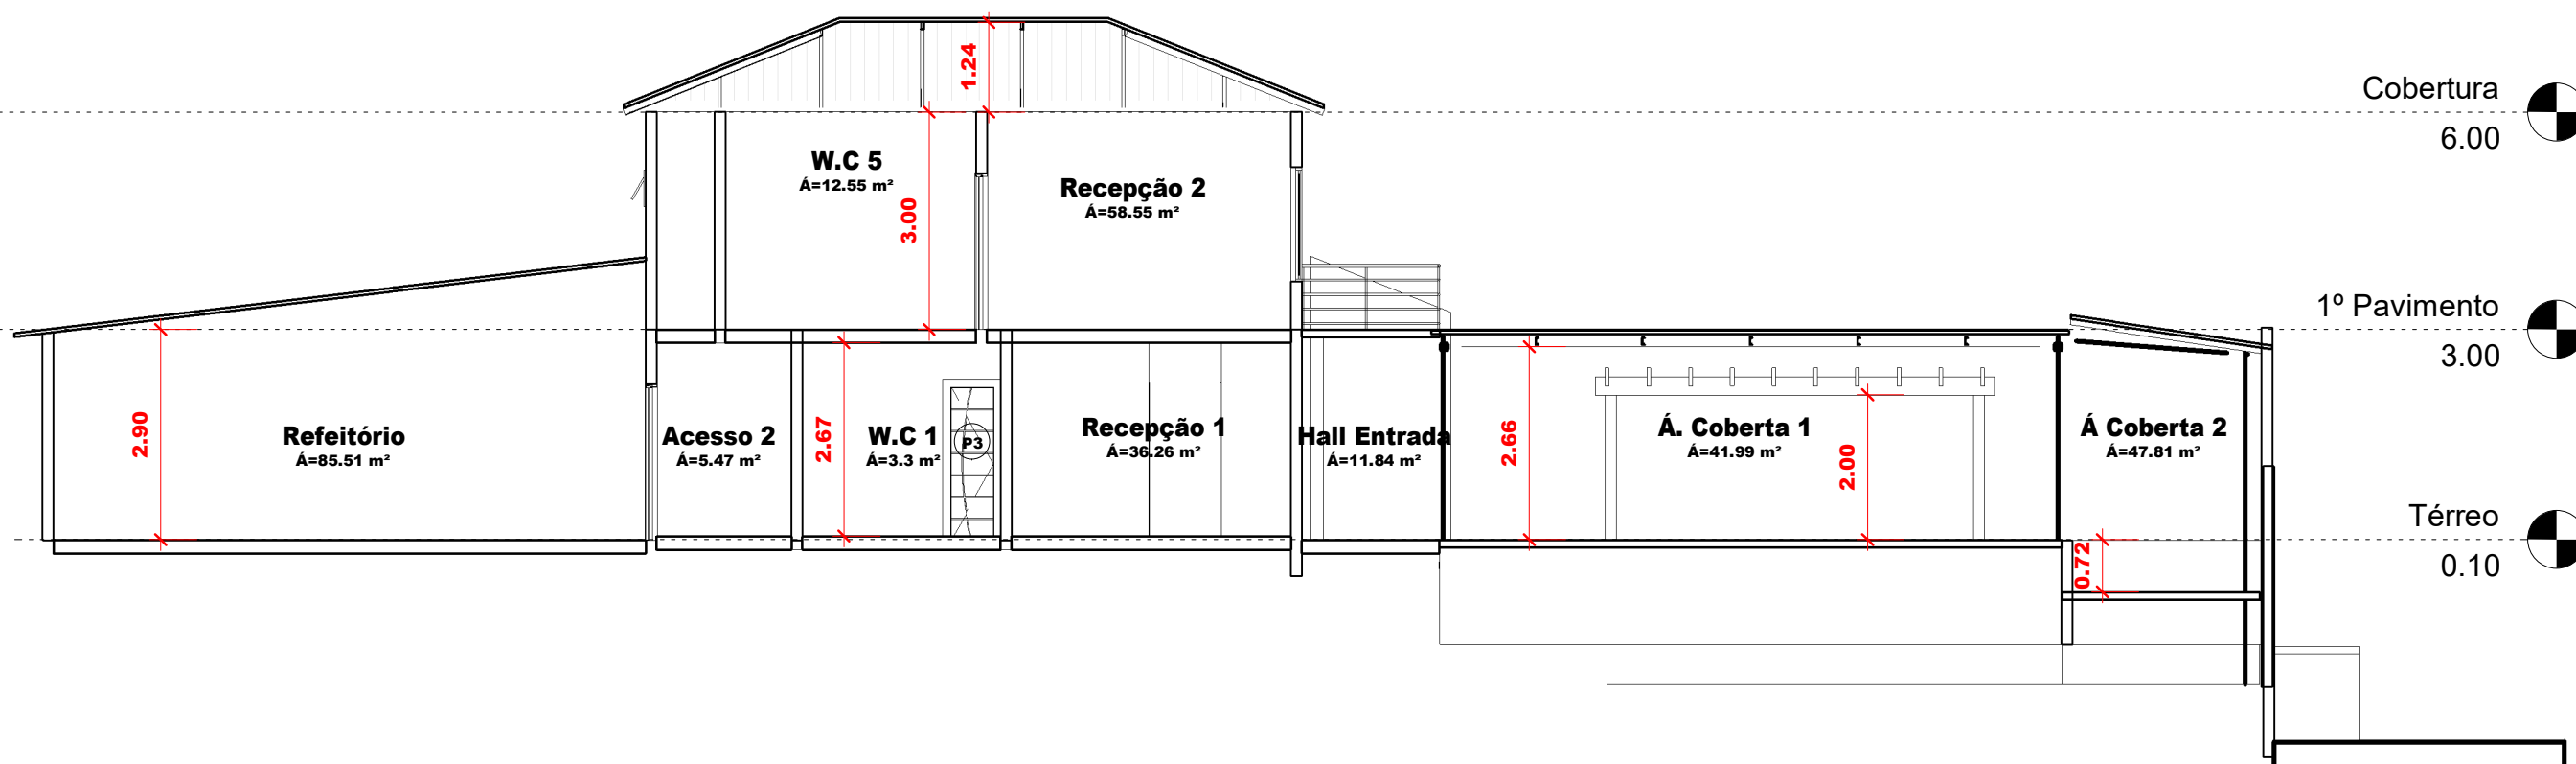 1.24
Cobertura
6.00
W.C 5
Á=12.55 m²
Recepção 2
Á=58.55 m²
3.00
1º Pavimento
3.00
2.90
Refeitório
Á=85.51 m²
Acesso 2
Á=5.47 m²
2.67
W.C 1
Á=3.3 m²
P3
Recepção 1
Á=36.26 m²
Hall Entrada
Á=11.84 m²
2.66
Á. Coberta 1
Á=41.99 m²
2.00
Á Coberta 2
Á=47.81 m²
Térreo
0.10
0.72